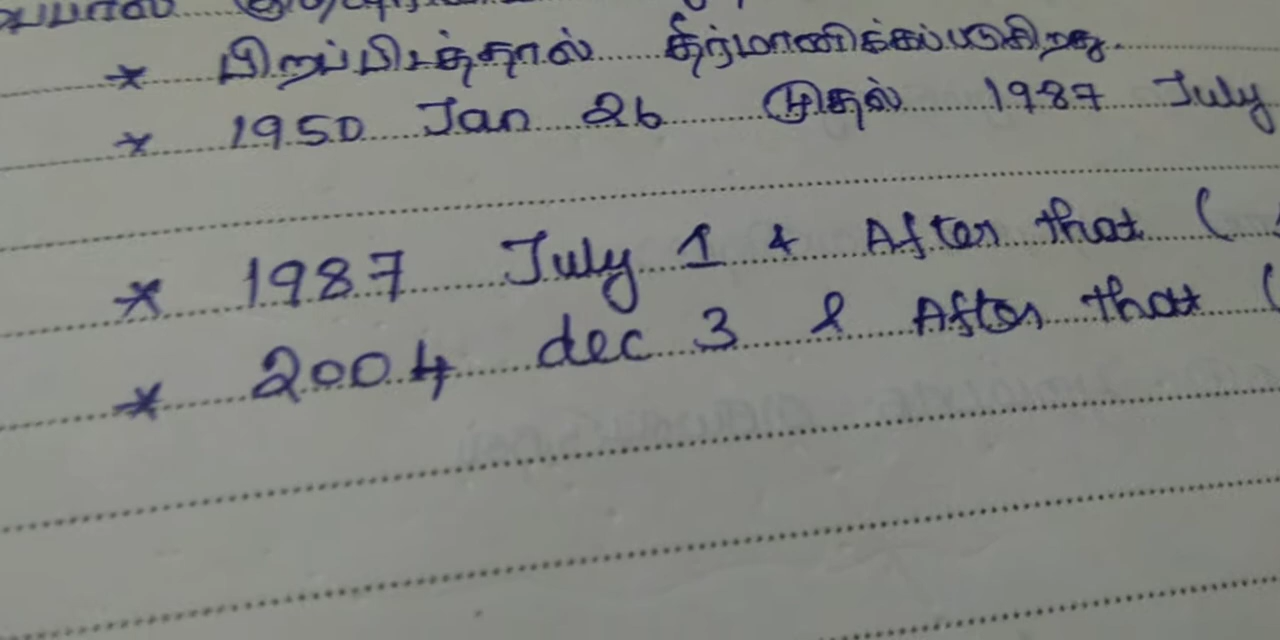 * பிறப்பிடத்தால் தீர்மானிக்கப்படுகிறது.
* 1950 Jan 26 முதல் 1987 July
* 1987 July 1 & After that (
* 2004 dec 3 & After that (